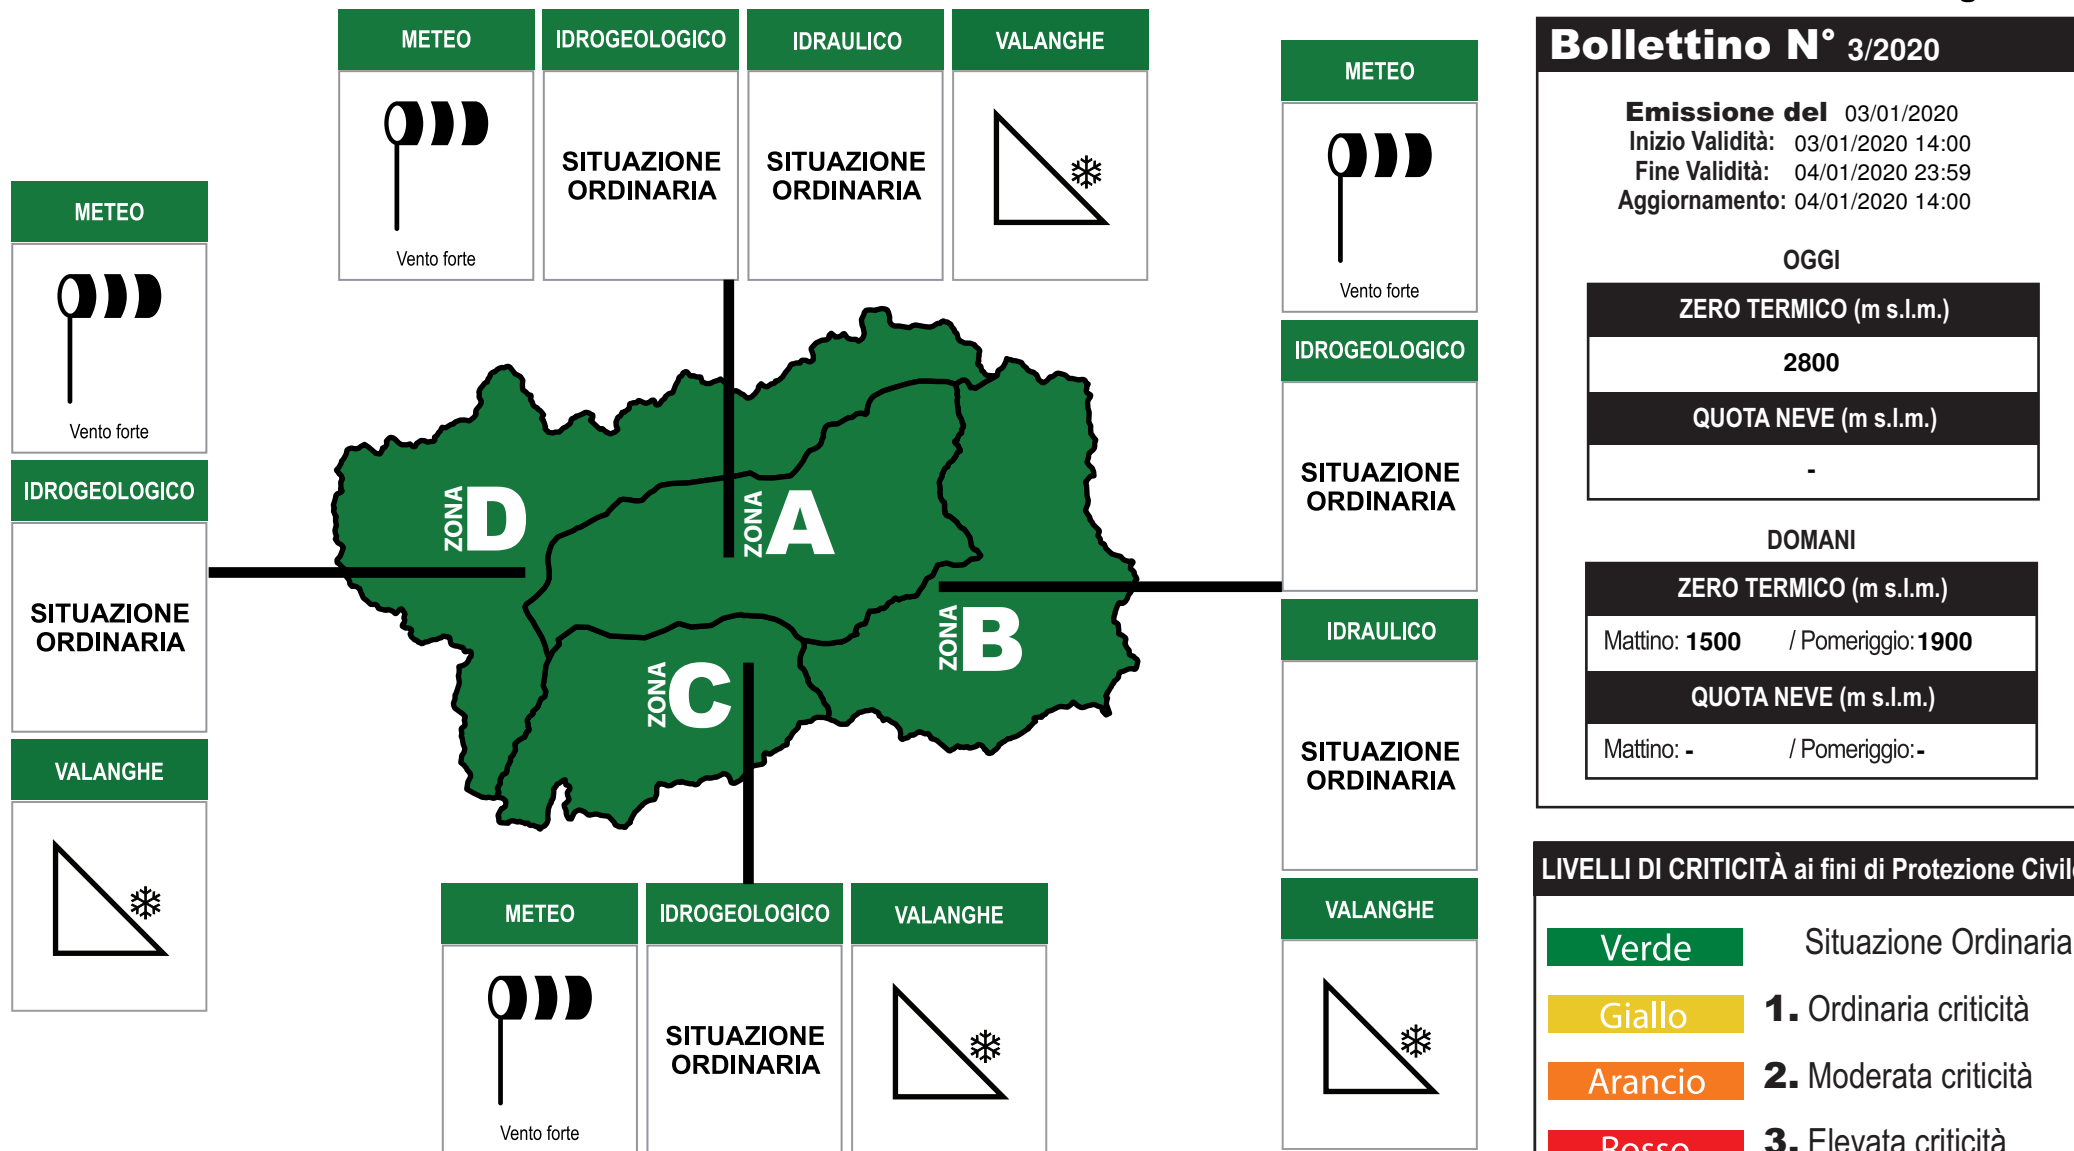 METEO IDROGEOLOGICO IDRAULICO VALANGHE
SITUAZIONE
ORDINARIA
SITUAZIONE
ORDINARIA
Vento forte
METEO
Vento forte
IDROGEOLOGICO
SITUAZIONE
ORDINARIA
VALANGHE
ZONA D
ZONA A
ZONA B
ZONA C
METEO
Vento forte
IDROGEOLOGICO
SITUAZIONE
ORDINARIA
IDRAULICO
SITUAZIONE
ORDINARIA
VALANGHE
METEO IDROGEOLOGICO VALANGHE
SITUAZIONE
ORDINARIA
Vento forte
Bollettino N° 3/2020
Emissione del 03/01/2020
Inizio Validità: 03/01/2020 14:00
Fine Validità: 04/01/2020 23:59
Aggiornamento: 04/01/2020 14:00
OGGI
ZERO TERMICO (m s.l.m.)
2800
QUOTA NEVE (m s.l.m.)
-
DOMANI
ZERO TERMICO (m s.l.m.)
Mattino: 1500 / Pomeriggio: 1900
QUOTA NEVE (m s.l.m.)
Mattino: - / Pomeriggio: -
LIVELLI DI CRITICITÀ ai fini di Protezione Civile
Verde Situazione Ordinaria
Giallo 1. Ordinaria criticità
Arancio 2. Moderata criticità
Rosso 3. Elevata criticità